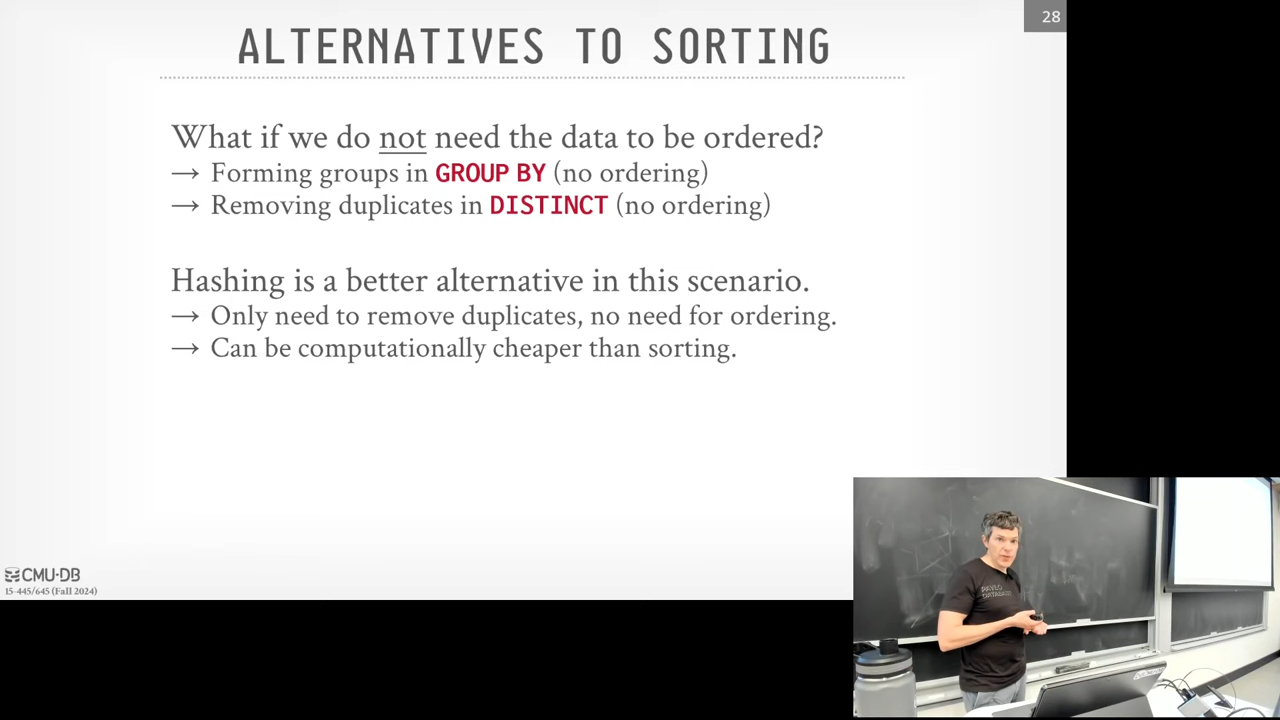 28
ALTERNATIVES TO SORTING
What if we do not need the data to be ordered?
→ Forming groups in GROUP BY (no ordering)
→ Removing duplicates in DISTINCT (no ordering)
Hashing is a better alternative in this scenario.
→ Only need to remove duplicates, no need for ordering.
→ Can be computationally cheaper than sorting.
CMU·DB
15-445/645 (Fall 2024)
PAVLO